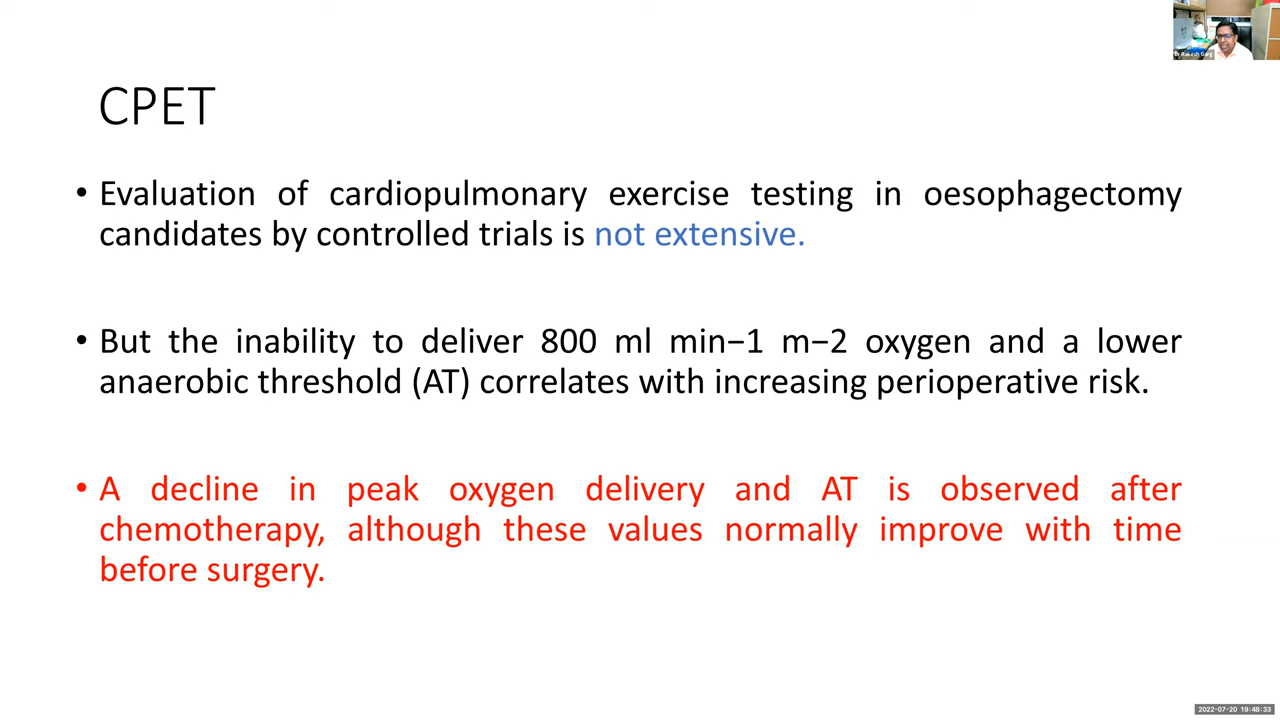 CPET
• Evaluation of cardiopulmonary exercise testing in oesophagectomy
candidates by controlled trials is not extensive.
• But the inability to deliver 800 ml min−1 m−2 oxygen and a lower
anaerobic threshold (AT) correlates with increasing perioperative risk.
• A decline in peak oxygen delivery and AT is observed after
chemotherapy, although these values normally improve with time
before surgery.
Dr Rakesh Garg
2022-07-20 19:48:33